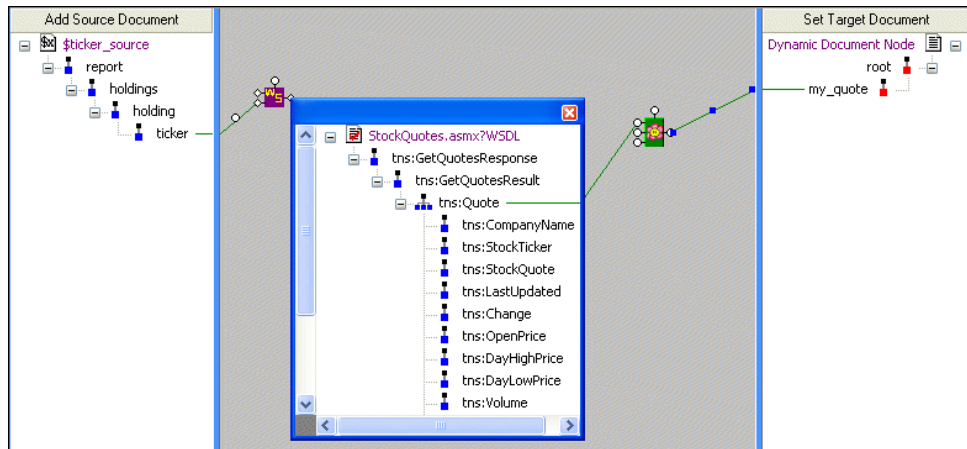 Add Source Document
$x $ticker_source
report
holdings
holding
ticker
WS
StockQuotes.asmx?WSDL
tns:GetQuotesResponse
tns:GetQuotesResult
tns:Quote
tns:CompanyName
tns:StockTicker
tns:StockQuote
tns:LastUpdated
tns:Change
tns:OpenPrice
tns:DayHighPrice
tns:DayLowPrice
tns:Volume
Set Target Document
Dynamic Document Node
root
my_quote